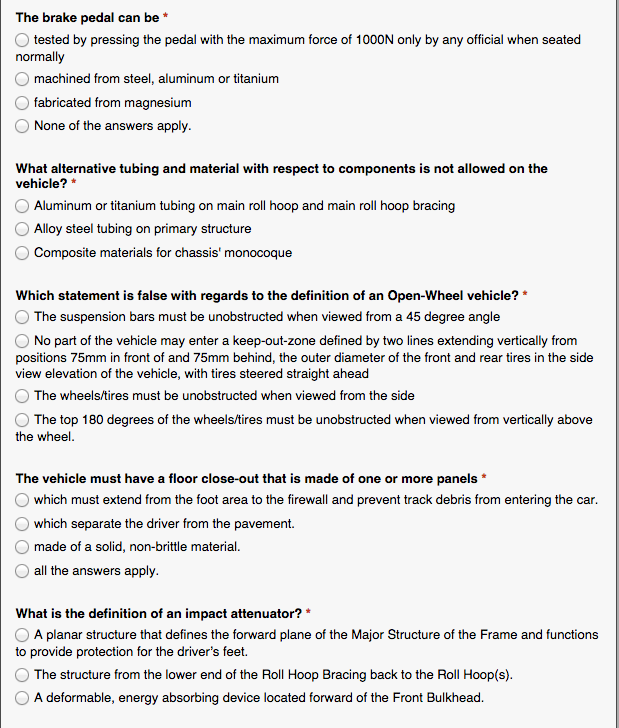 The brake pedal can be *
tested by pressing the pedal with the maximum force of 1000N only by any official when seated
normally
machined from steel, aluminum or titanium
fabricated from magnesium
None of the answers apply.
What alternative tubing and material with respect to components is not allowed on the
vehicle? *
Aluminum or titanium tubing on main roll hoop and main roll hoop bracing
Alloy steel tubing on primary structure
Composite materials for chassis' monocoque
Which statement is false with regards to the definition of an Open-Wheel vehicle? *
The suspension bars must be unobstructed when viewed from a 45 degree angle
No part of the vehicle may enter a keep-out-zone defined by two lines extending vertically from
positions 75mm in front of and 75mm behind, the outer diameter of the front and rear tires in the side
view elevation of the vehicle, with tires steered straight ahead
The wheels/tires must be unobstructed when viewed from the side
The top 180 degrees of the wheels/tires must be unobstructed when viewed from vertically above
the wheel.
The vehicle must have a floor close-out that is made of one or more panels *
which must extend from the foot area to the firewall and prevent track debris from entering the car.
which separate the driver from the pavement.
made of a solid, non-brittle material.
all the answers apply.
What is the definition of an impact attenuator? *
A planar structure that defines the forward plane of the Major Structure of the Frame and functions
to provide protection for the driver's feet.
The structure from the lower end of the Roll Hoop Bracing back to the Roll Hoop(s).
A deformable, energy absorbing device located forward of the Front Bulkhead.